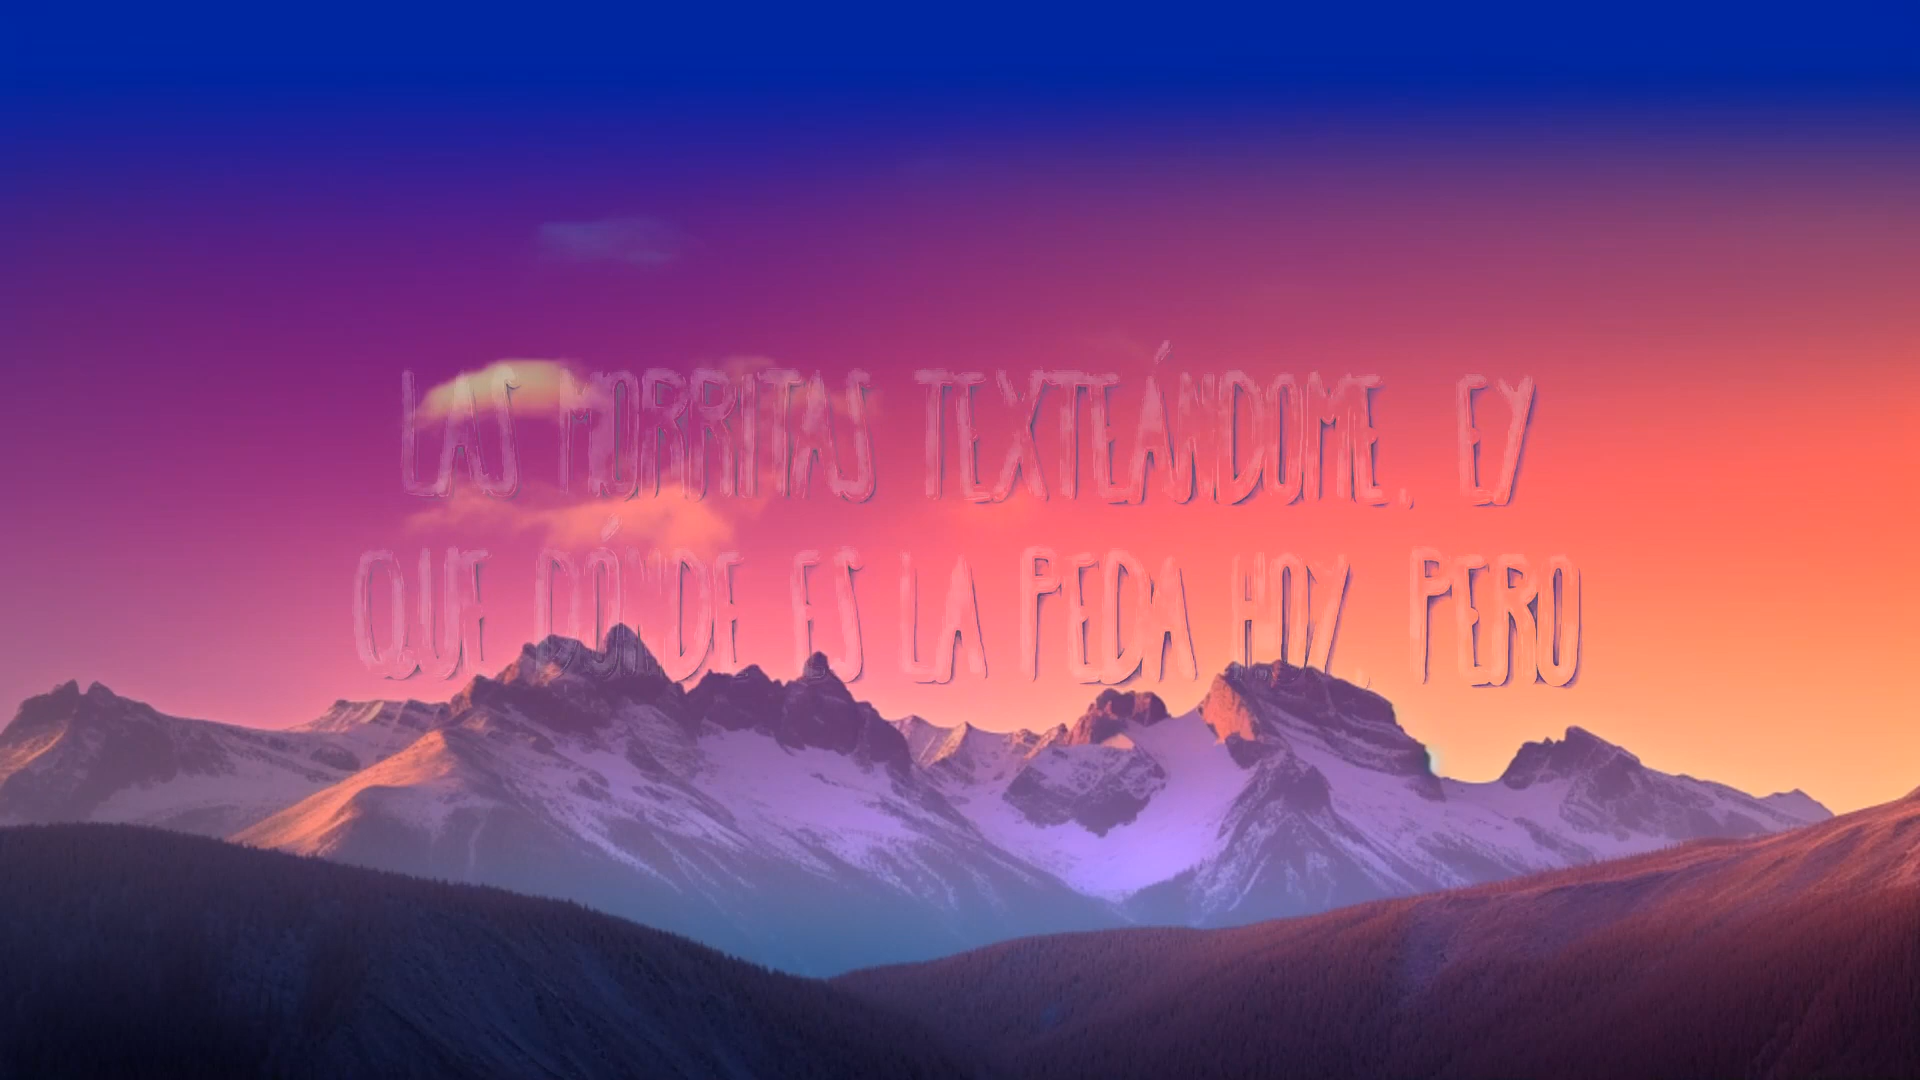 LAS MORRITAS TEXTEÁNDOME, EY
QUE DÓNDE ES LA PEDA HOY, PERO